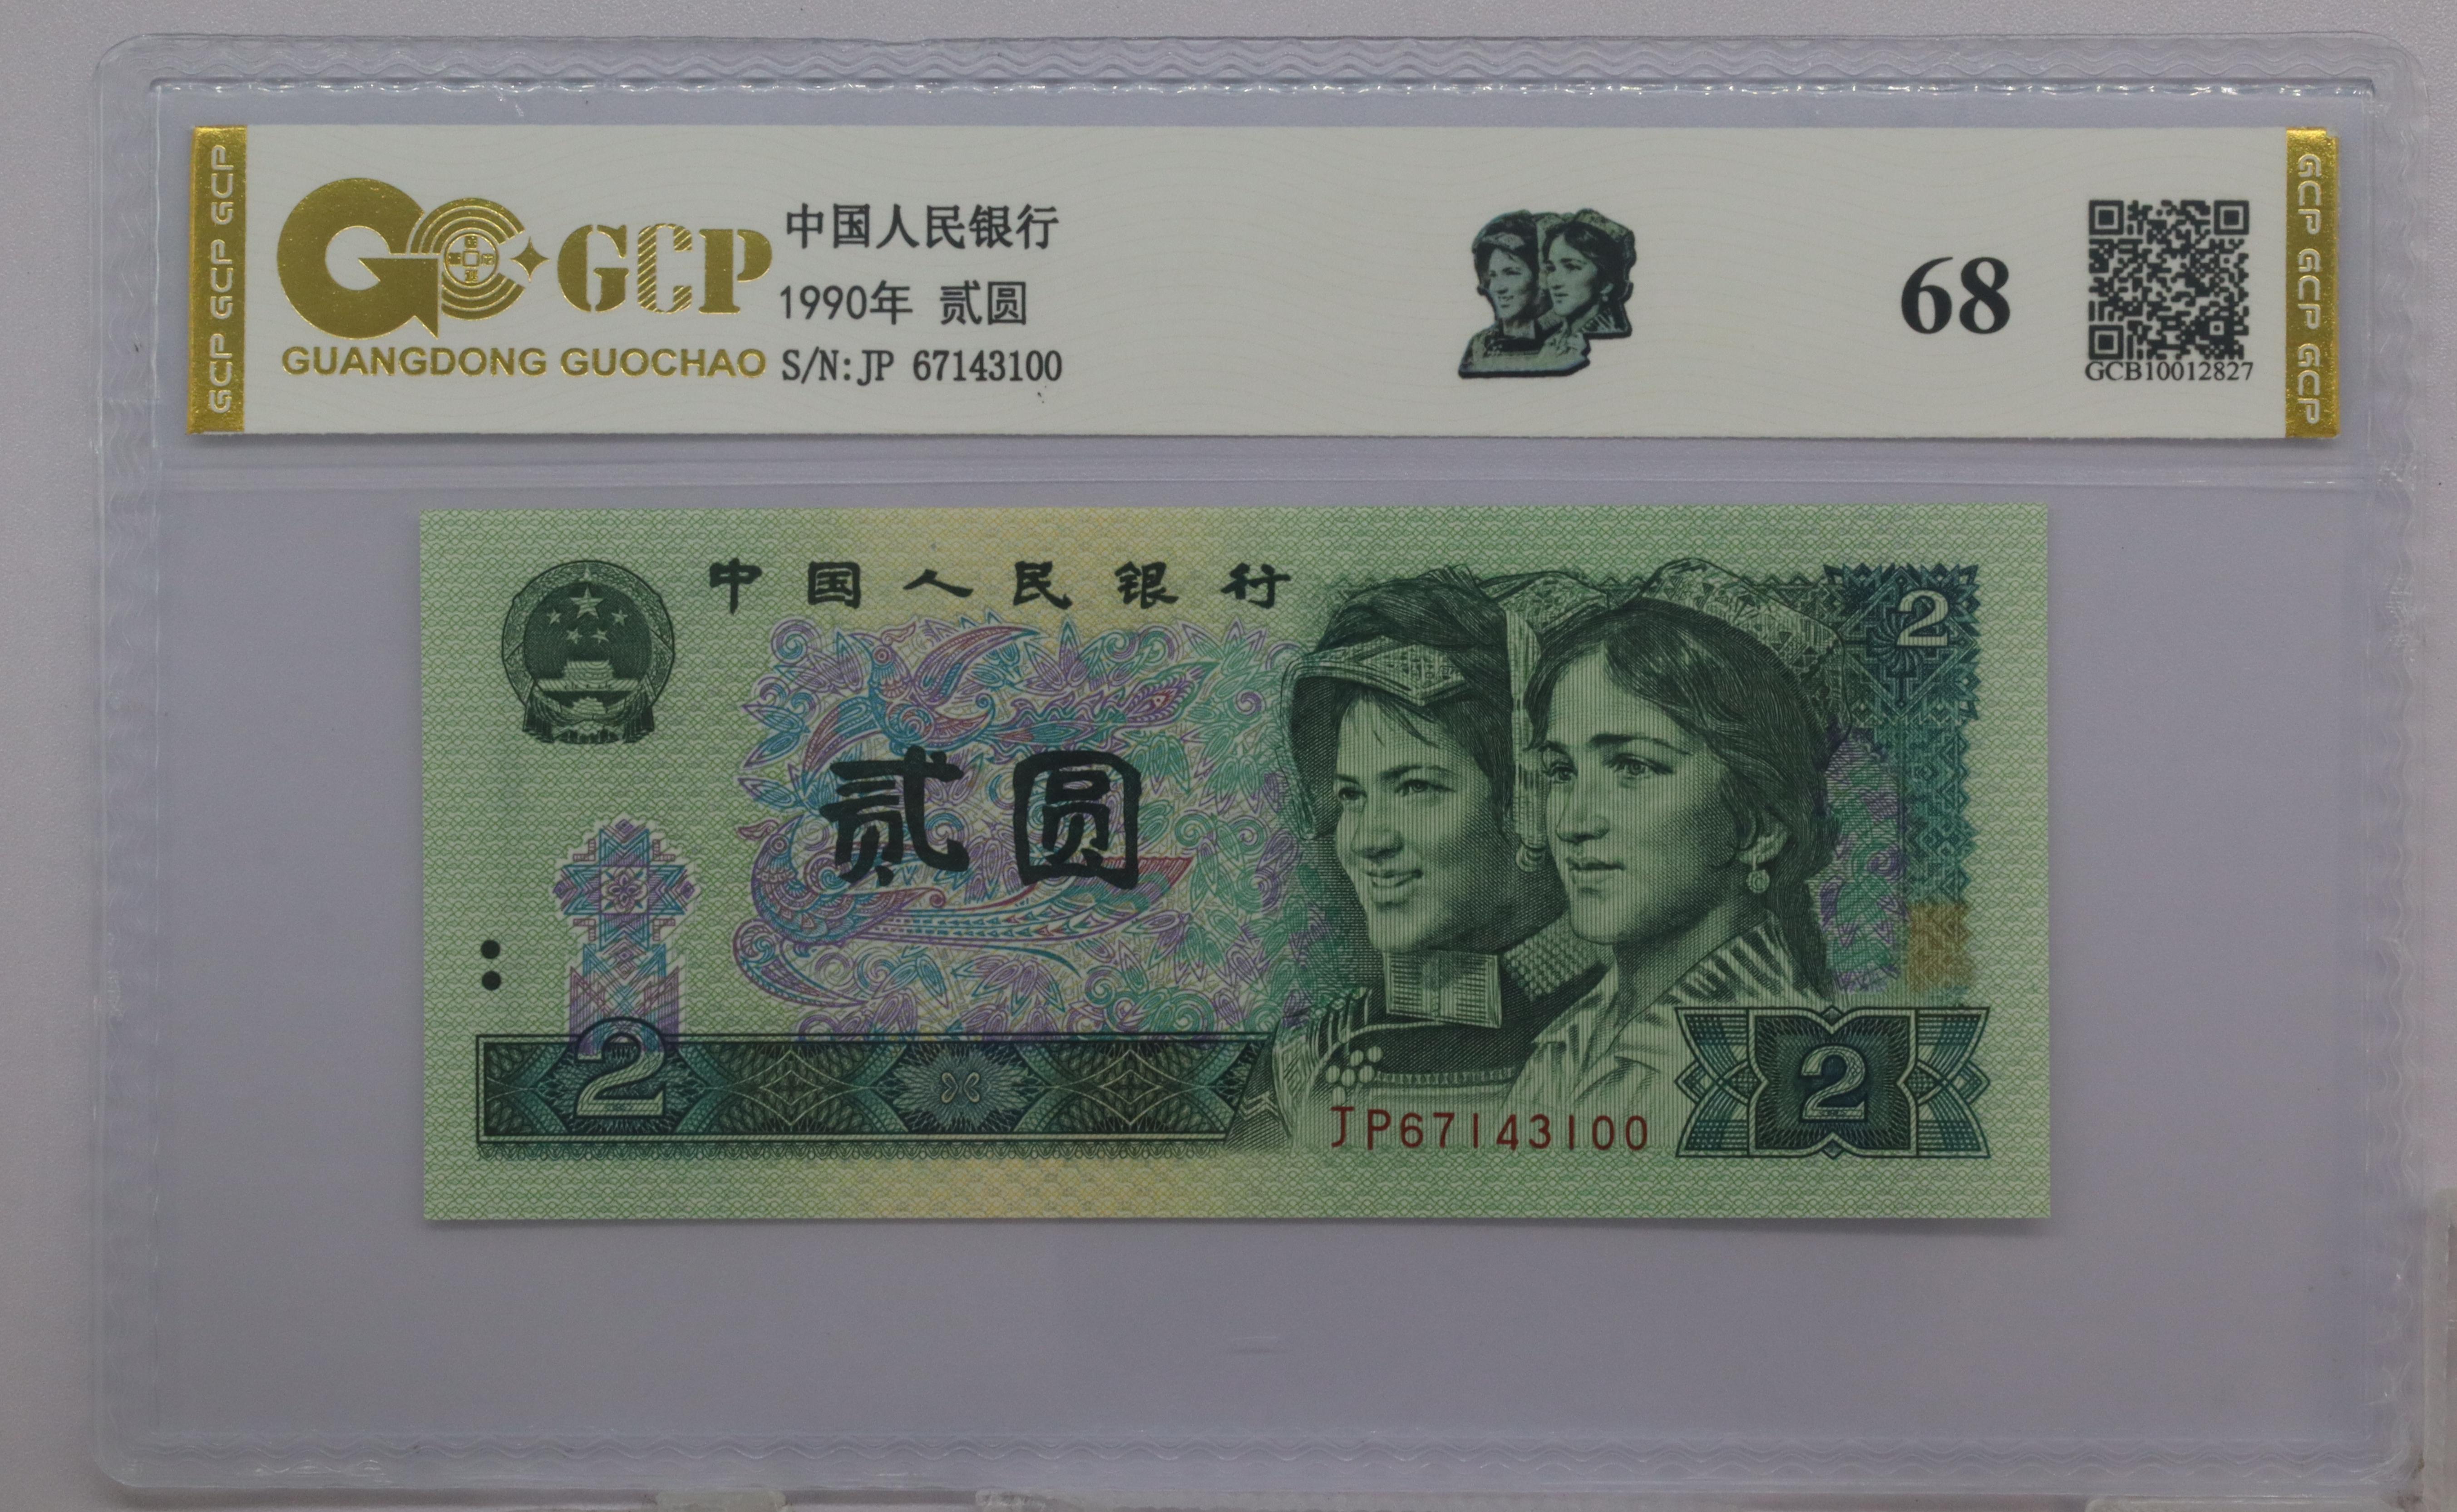 GCP GCP GCP
GCP
GUANGDONG GUOCHAO
中国人民银行
1990年 贰圆
S/N:JP 67143100
68
GCB10012827
GCP GCP GCP
中国人民银行
2
贰圆
2
JP67143100
2